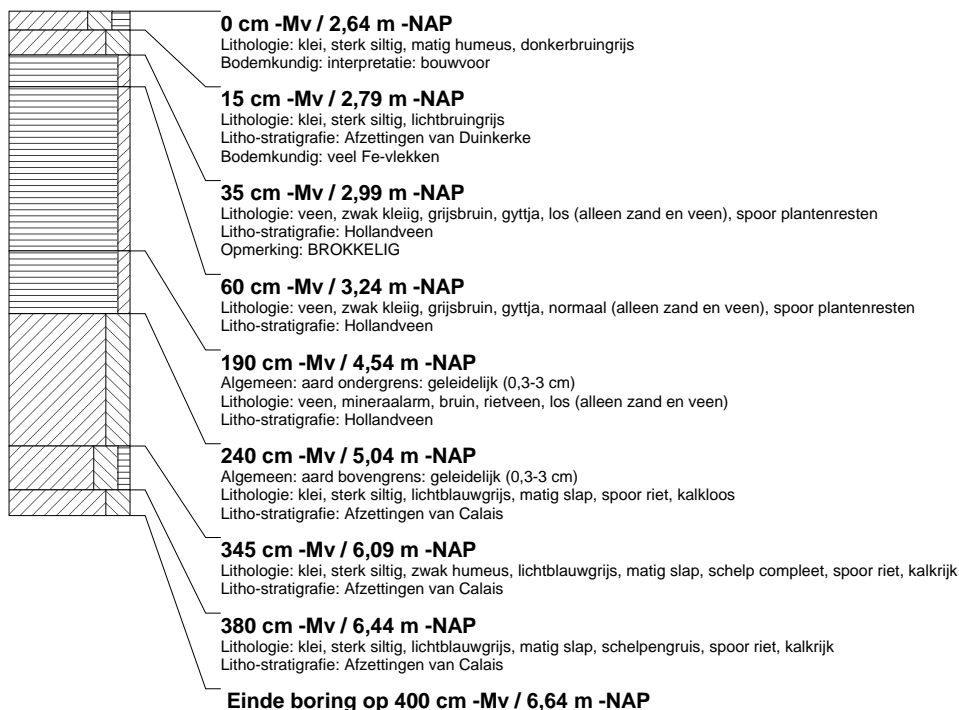 0 cm -Mv / 2,64 m -NAP
Lithologie: klei, sterk siltig, matig humeus, donkerbruingrijs
Bodemkundig: interpretatie: bouwvoor
15 cm -Mv / 2,79 m -NAP
Lithologie: klei, sterk siltig, lichtbruingrijs
Litho-stratigrafie: Afzettingen van Duinkerke
Bodemkundig: veel Fe-vlekken
35 cm -Mv / 2,99 m -NAP
Lithologie: veen, zwak kleiig, grijsbruin, gyttja, los (alleen zand en veen), spoor plantenresten
Litho-stratigrafie: Hollandveen
Opmerking: BROKKELIG
60 cm -Mv / 3,24 m -NAP
Lithologie: veen, zwak kleiig, grijsbruin, gyttja, normaal (alleen zand en veen), spoor plantenresten
Litho-stratigrafie: Hollandveen
190 cm -Mv / 4,54 m -NAP
Algemeen: aard ondergrens: geleidelijk (0,3-3 cm)
Lithologie: veen, mineraalarm, bruin, rietveen, los (alleen zand en veen)
Litho-stratigrafie: Hollandveen
240 cm -Mv / 5,04 m -NAP
Algemeen: aard bovengrens: geleidelijk (0,3-3 cm)
Lithologie: klei, sterk siltig, lichtblauwgrijs, matig slap, spoor riet, kalkloos
Litho-stratigrafie: Afzettingen van Calais
345 cm -Mv / 6,09 m -NAP
Lithologie: klei, sterk siltig, zwak humeus, lichtblauwgrijs, matig slap, schelp compleet, spoor riet, kalkrijk
Litho-stratigrafie: Afzettingen van Calais
380 cm -Mv / 6,44 m -NAP
Lithologie: klei, sterk siltig, lichtblauwgrijs, matig slap, schelpengruis, spoor riet, kalkrijk
Litho-stratigrafie: Afzettingen van Calais
Einde boring op 400 cm -Mv / 6,64 m -NAP